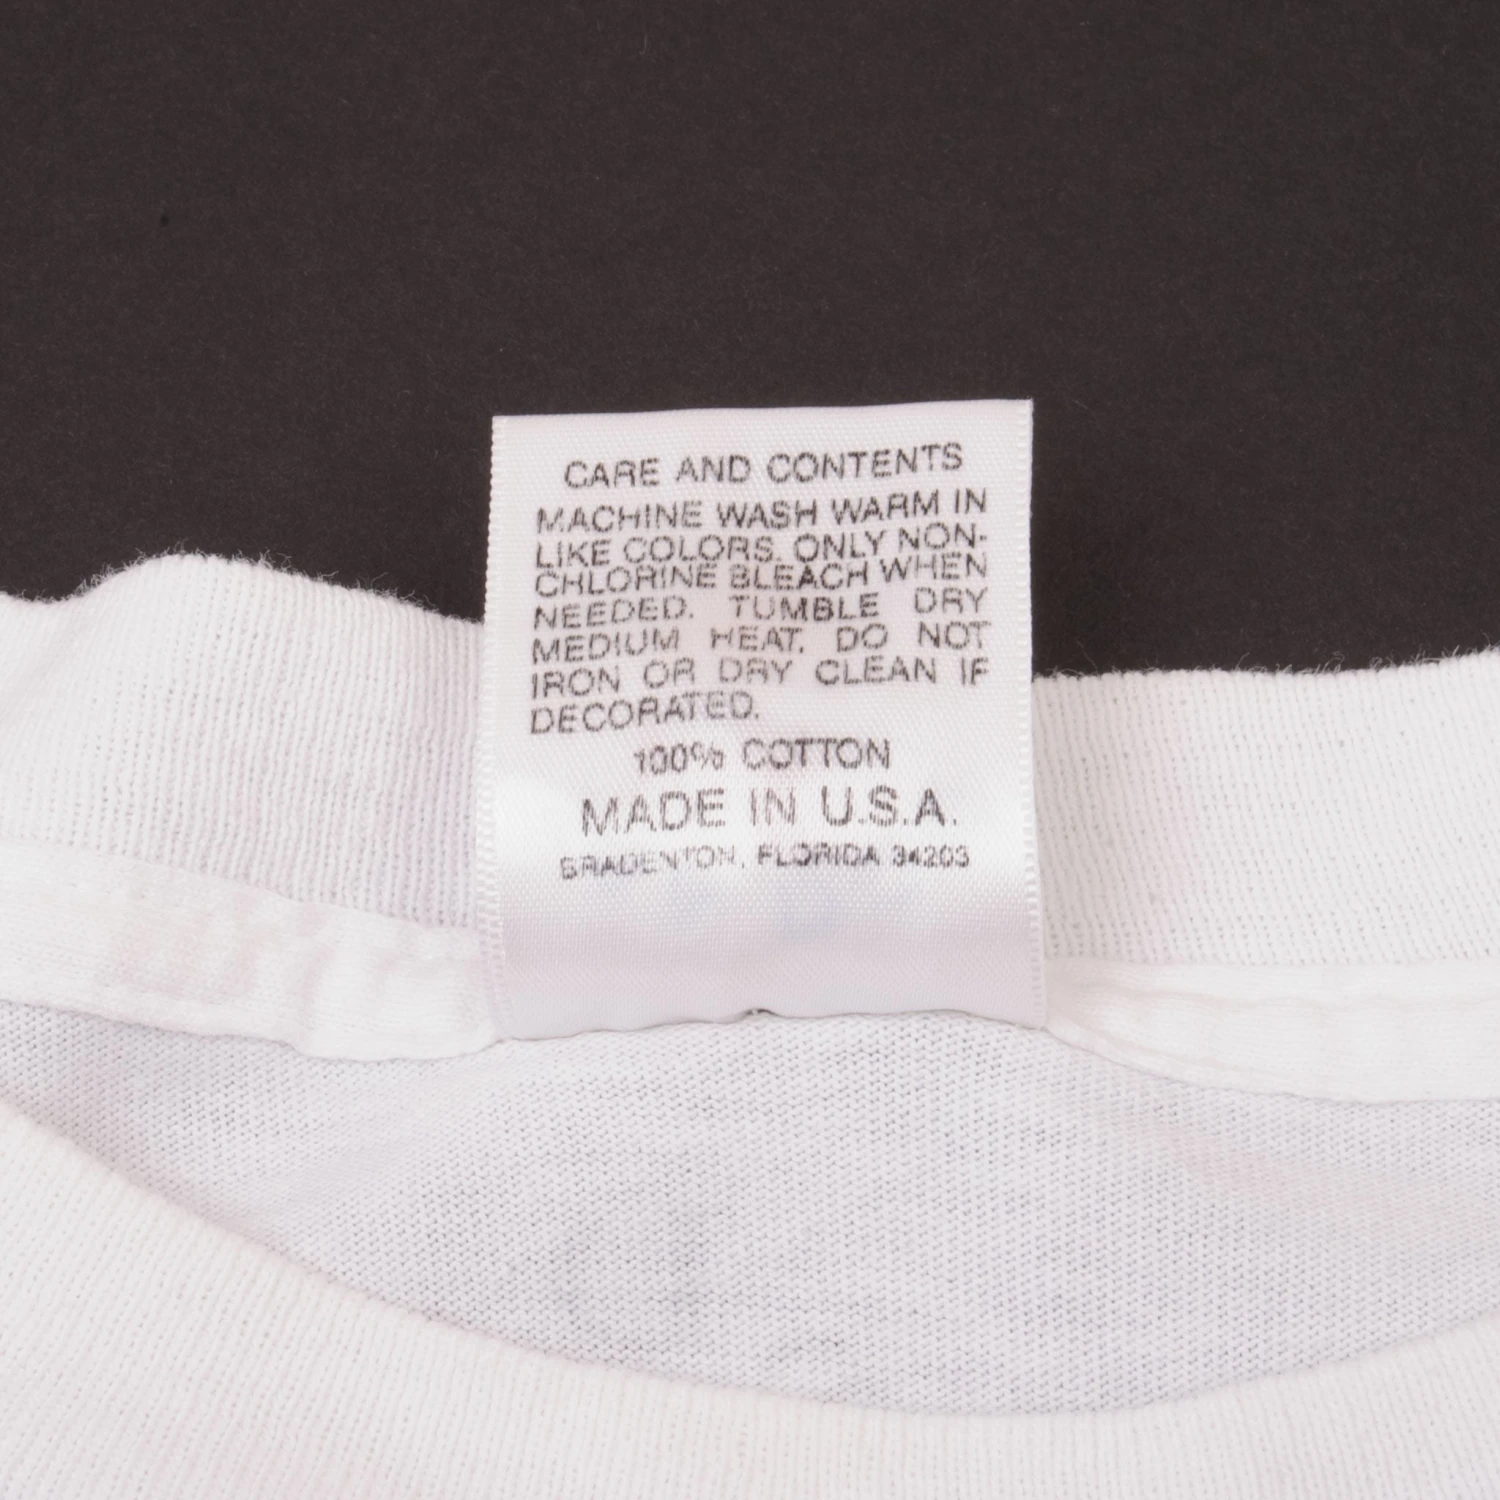 CARE AND CONTENTS
MACHINE WASH WARM IN
LIKE COLORS. ONLY NON-
CHLORINE BLEACH WHEN
NEEDED. TUMBLE DRY
MEDIUM HEAT. DO NOT
IRON OR DRY CLEAN IF
DECORATED.
100% COTTON
MADE IN U.S.A.
BRADENTON, FLORIDA 34203